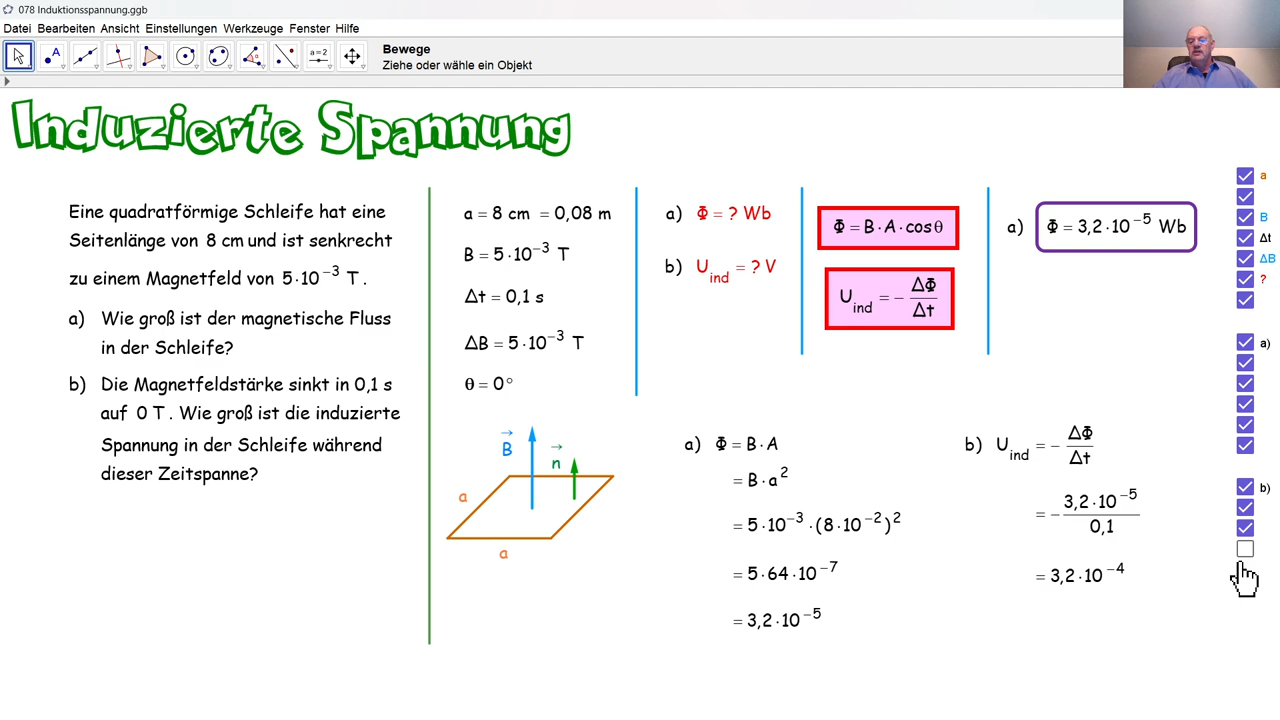 078 Induktionsspannung.ggb
Datei Bearbeiten Ansicht Einstellungen Werkzeuge Fenster Hilfe
A
a=2
Bewege
Ziehe oder wähle ein Objekt
Induzierte Spannung
Eine quadratförmige Schleife hat eine
Seitenlänge von 8 cm und ist senkrecht
zu einem Magnetfeld von 5·10⁻³ T.
a) Wie groß ist der magnetische Fluss
in der Schleife?
b) Die Magnetfeldstärke sinkt in 0,1 s
auf 0 T. Wie groß ist die induzierte
Spannung in der Schleife während
dieser Zeitspanne?
a = 8 cm = 0,08 m
B = 5·10⁻³ T
Δt = 0,1 s
ΔB = 5·10⁻³ T
θ = 0°
B
n
a
a
a) Φ = ? Wb
b) U_ind = ? V
Φ = B·A·cosθ
U_ind = − ΔΦ/Δt
a) Φ = 3,2·10⁻⁵ Wb
a) Φ = B·A
= B·a²
= 5·10⁻³·(8·10⁻²)²
= 5·64·10⁻⁷
= 3,2·10⁻⁵
b) U_ind = − ΔΦ/Δt
= − 3,2·10⁻⁵/0,1
= 3,2·10⁻⁴
a
B
Δt
ΔB
?
a)
b)